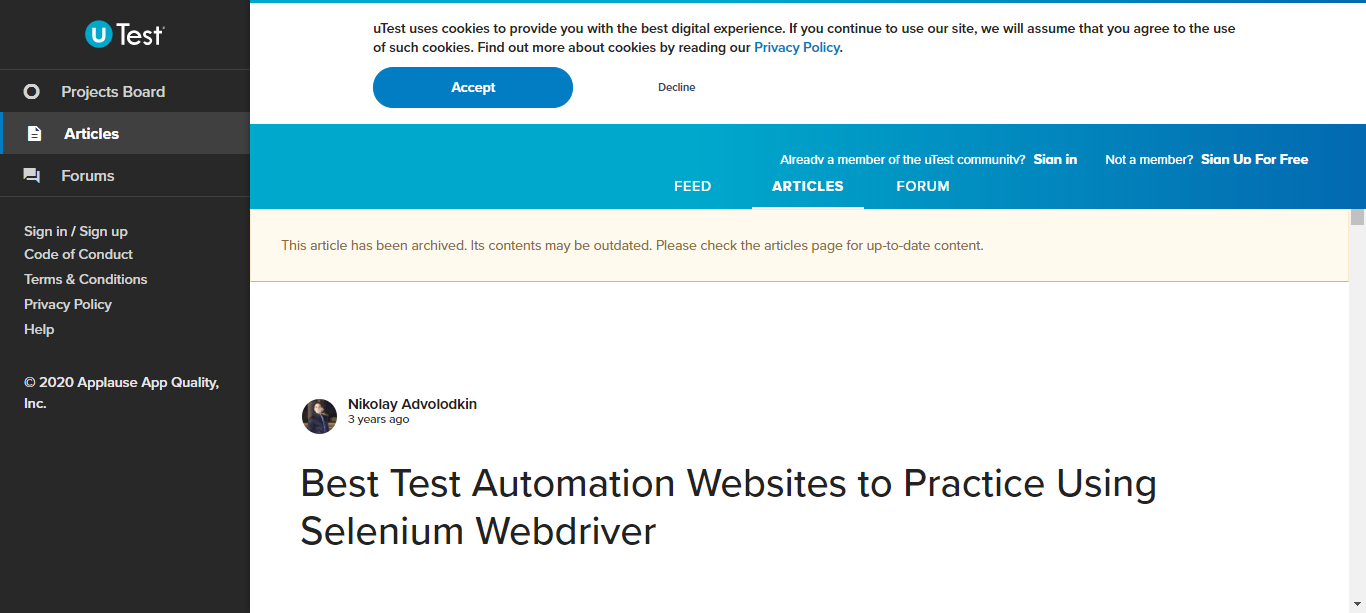 uTest
Projects Board
Articles
Forums
Sign in / Sign up
Code of Conduct
Terms & Conditions
Privacy Policy
Help
© 2020 Applause App Quality,
Inc.
uTest uses cookies to provide you with the best digital experience. If you continue to use our site, we will assume that you agree to the use
of such cookies. Find out more about cookies by reading our Privacy Policy.
Accept
Decline
Already a member of the uTest community? Sign in Not a member? Sign Up For Free
FEED ARTICLES FORUM
This article has been archived. Its contents may be outdated. Please check the articles page for up-to-date content.
Nikolay Advolodkin
3 years ago
Best Test Automation Websites to Practice Using
Selenium Webdriver